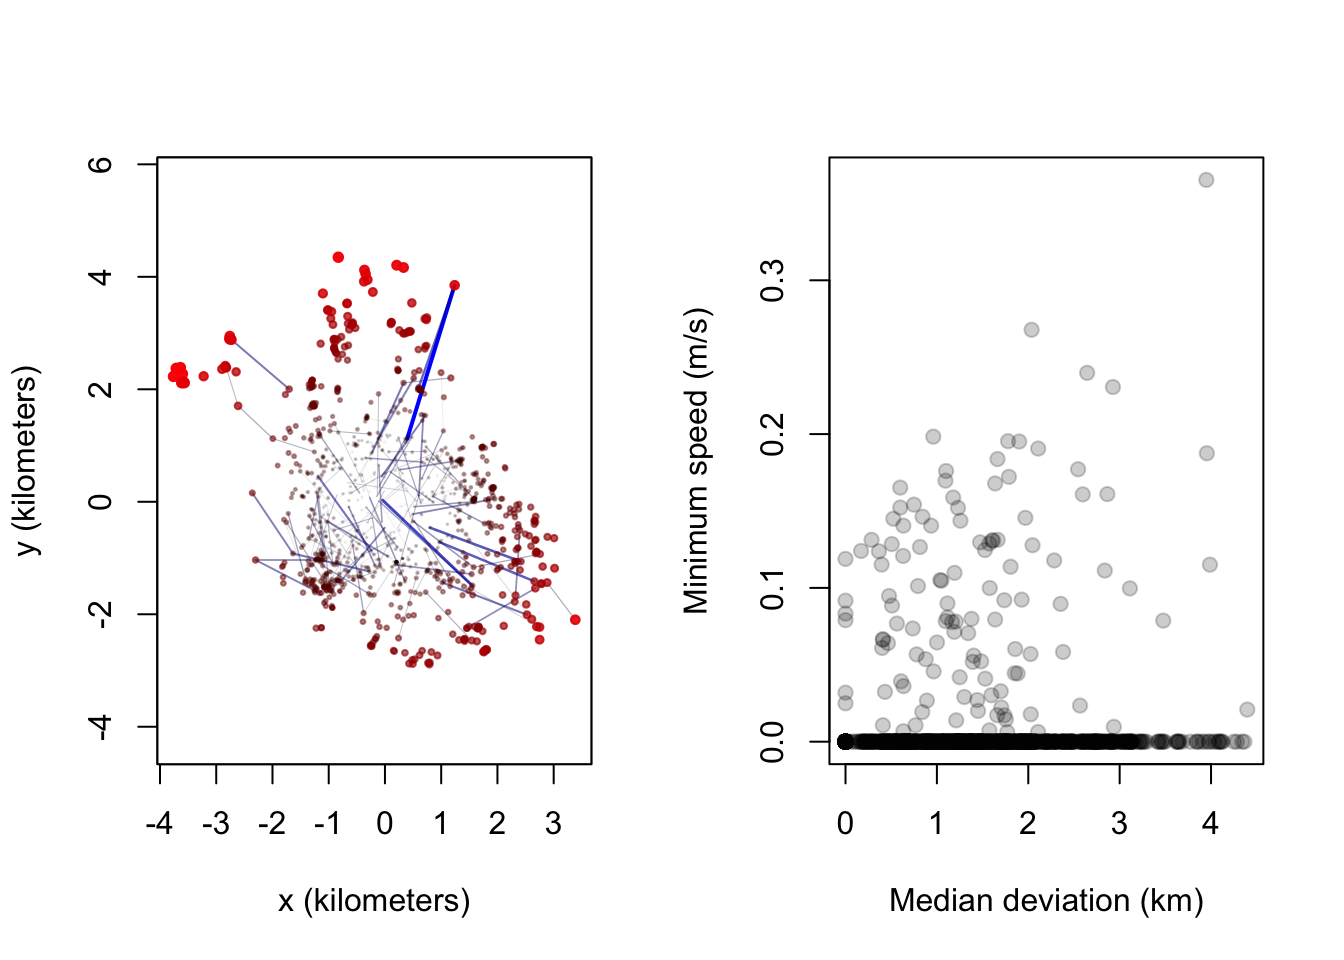 6
4
2
0
-2
-4
y (kilometers)
-4 -3 -2 -1 0 1 2 3
x (kilometers)
0.3
0.2
0.1
0.0
Minimum speed (m/s)
0 1 2 3 4
Median deviation (km)